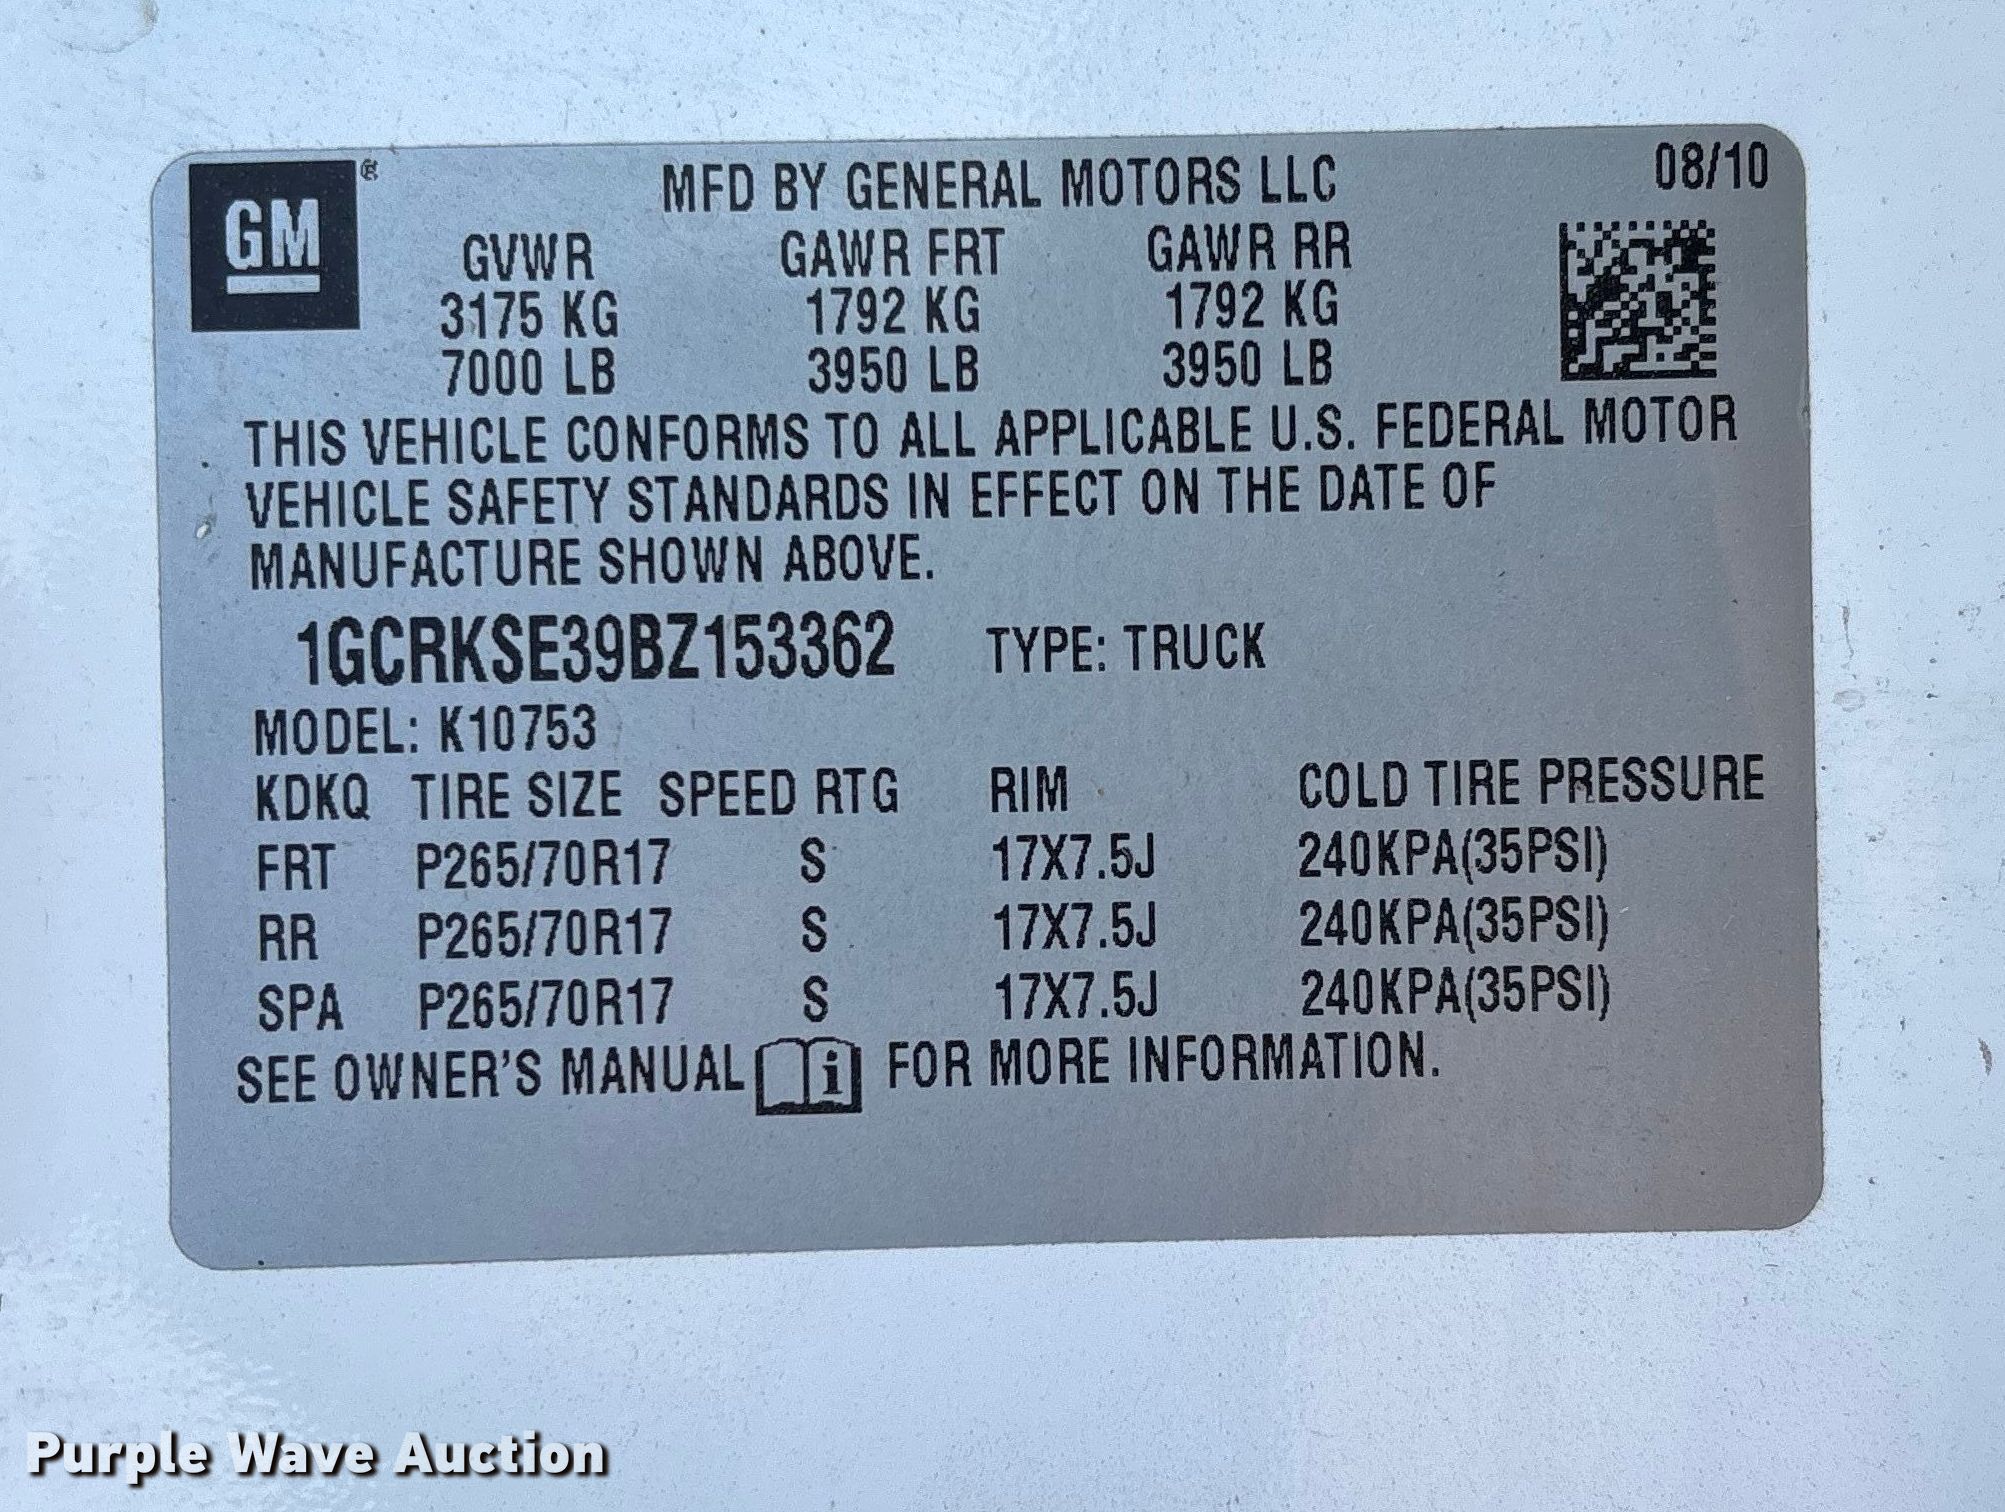 GM ®
MFD BY GENERAL MOTORS LLC 08/10
GVWR GAWR FRT GAWR RR
3175 KG 1792 KG 1792 KG
7000 LB 3950 LB 3950 LB
THIS VEHICLE CONFORMS TO ALL APPLICABLE U.S. FEDERAL MOTOR
VEHICLE SAFETY STANDARDS IN EFFECT ON THE DATE OF
MANUFACTURE SHOWN ABOVE.
1GCRKSE39BZ153362 TYPE: TRUCK
MODEL: K10753
KDKQ TIRE SIZE SPEED RTG RIM COLD TIRE PRESSURE
FRT P265/70R17 S 17X7.5J 240KPA(35PSI)
RR P265/70R17 S 17X7.5J 240KPA(35PSI)
SPA P265/70R17 S 17X7.5J 240KPA(35PSI)
SEE OWNER'S MANUAL i FOR MORE INFORMATION.
Purple Wave Auction